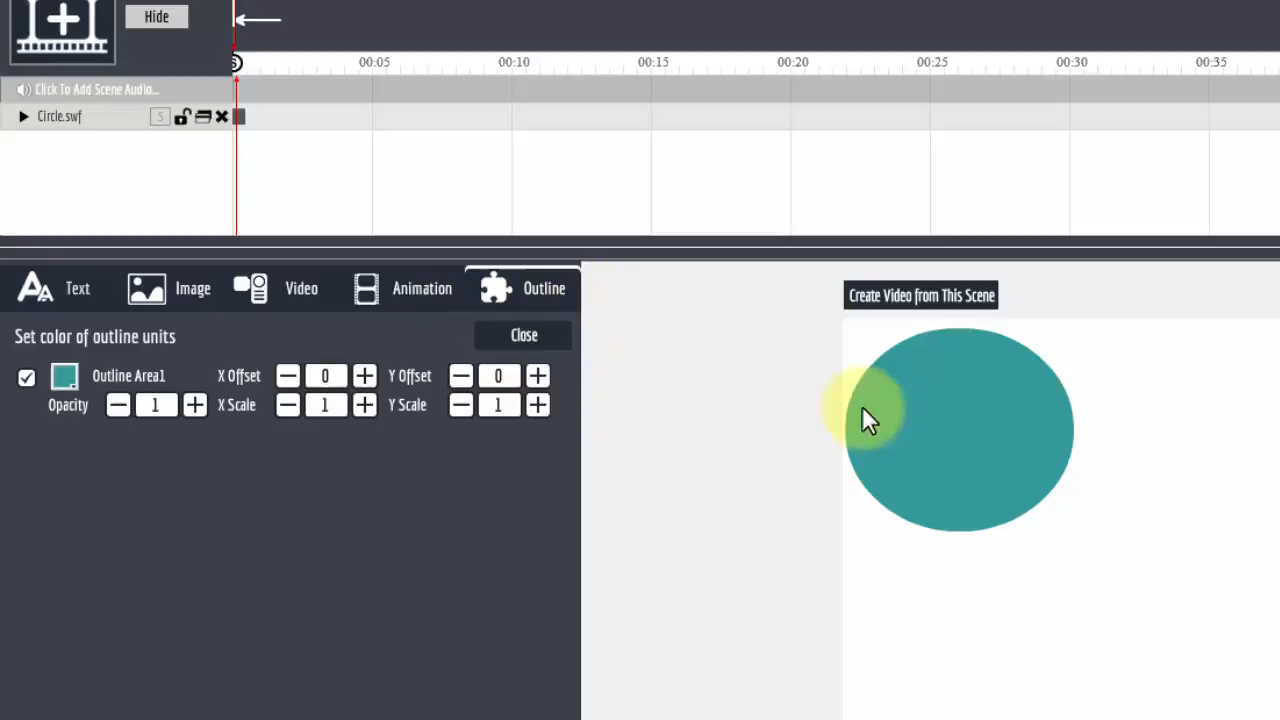 Hide
00:05 00:10 00:15 00:20 00:25 00:30 00:35
Click To Add Scene Audio...
Circle.swf S
Text Image Video Animation Outline
Create Video from This Scene
Set color of outline units Close
Outline Area1 X Offset 0 Y Offset 0
Opacity 1 X Scale 1 Y Scale 1